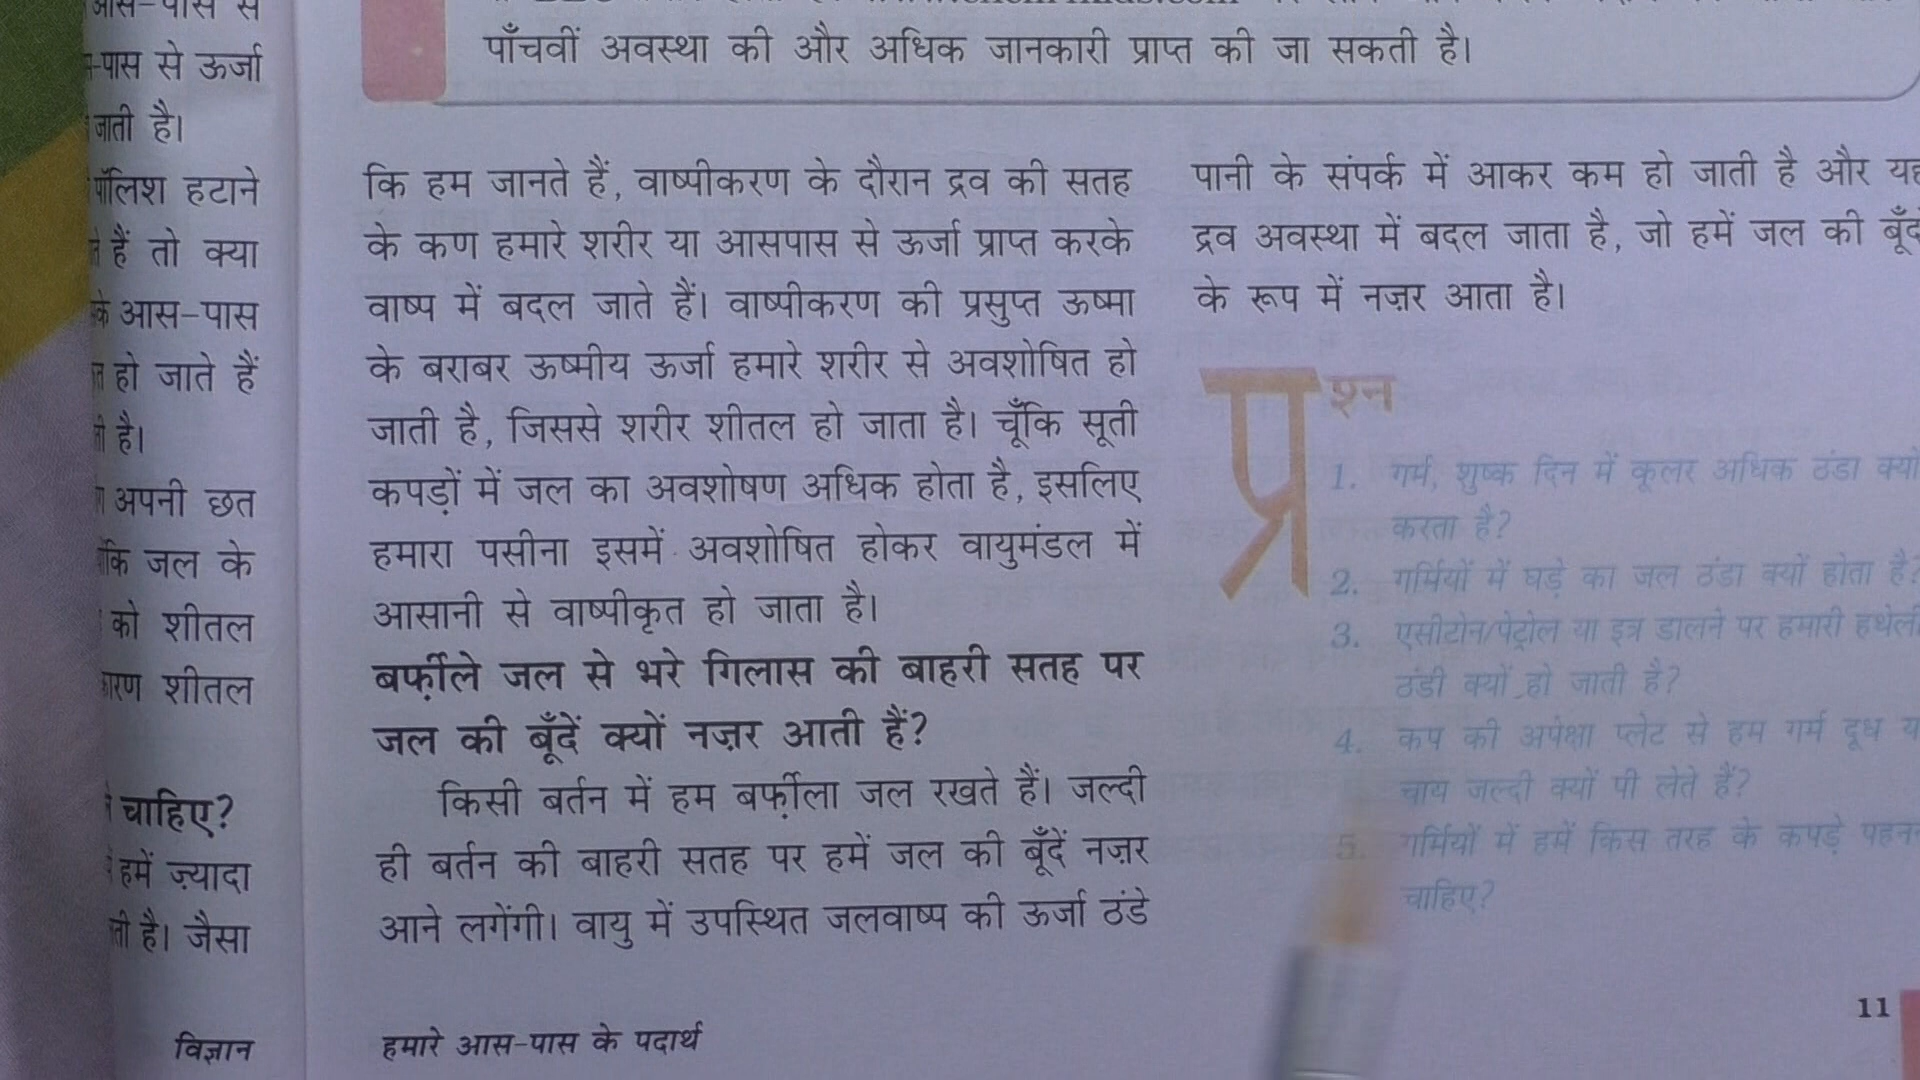 आस-पास से
पास से ऊर्जा
जाती है।
पॉलिश हटाने
हैं तो क्या
के आस-पास
हो जाते हैं
है।
अपनी छत
जल के
को शीतल
शीतल
चाहिए?
हमें ज़्यादा
है। जैसा
विज्ञान
पाँचवीं अवस्था की और अधिक जानकारी प्राप्त की जा सकती है।
कि हम जानते हैं, वाष्पीकरण के दौरान द्रव की सतह
के कण हमारे शरीर या आसपास से ऊर्जा प्राप्त करके
वाष्प में बदल जाते हैं। वाष्पीकरण की प्रसुप्त ऊष्मा
के बराबर ऊष्मीय ऊर्जा हमारे शरीर से अवशोषित हो
जाती है, जिससे शरीर शीतल हो जाता है। चूँकि सूती
कपड़ों में जल का अवशोषण अधिक होता है, इसलिए
हमारा पसीना इसमें अवशोषित होकर वायुमंडल में
आसानी से वाष्पीकृत हो जाता है।
बर्फ़ीले जल से भरे गिलास की बाहरी सतह पर
जल की बूँदें क्यों नज़र आती हैं?
किसी बर्तन में हम बर्फ़ीला जल रखते हैं। जल्दी
ही बर्तन की बाहरी सतह पर हमें जल की बूँदें नज़र
आने लगेंगी। वायु में उपस्थित जलवाष्प की ऊर्जा ठंडे
पानी के संपर्क में आकर कम हो जाती है और यह
द्रव अवस्था में बदल जाता है, जो हमें जल की बूँद
के रूप में नज़र आता है।
प्रश्न
1. गर्म, शुष्क दिन में कूलर अधिक ठंडा क्यों
करता है?
2. गर्मियों में घड़े का जल ठंडा क्यों होता है?
3. एसीटोन/पेट्रोल या इत्र डालने पर हमारी हथेली
ठंडी क्यों हो जाती है?
4. कप की अपेक्षा प्लेट से हम गर्म दूध
चाय जल्दी क्यों पी लेते हैं?
5. गर्मियों में हमें किस तरह के कपड़े
चाहिए?
हमारे आस-पास के पदार्थ
11